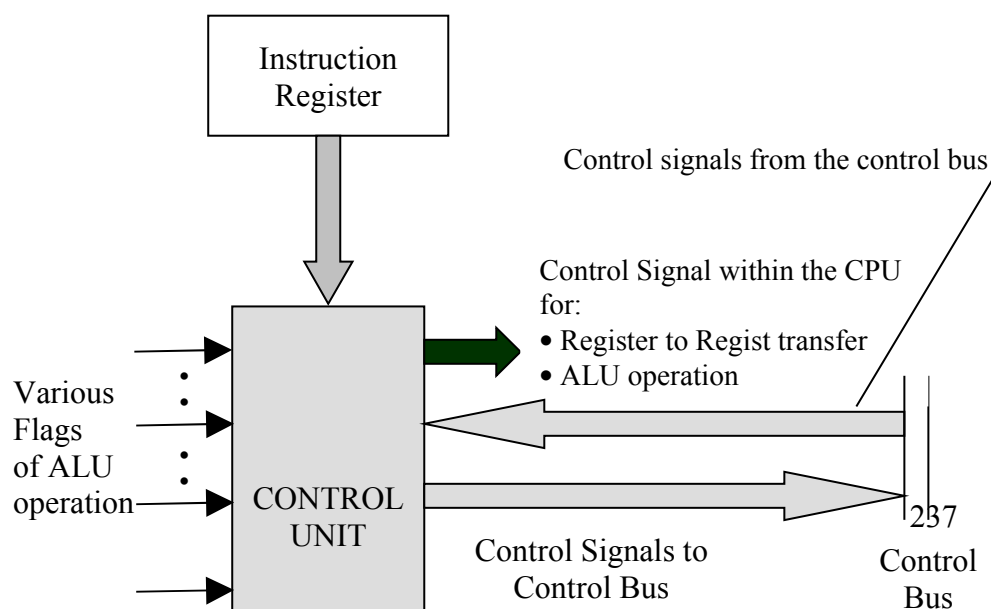 Instruction
Register
Control signals from the control bus
Control Signal within the CPU
for:
• Register to Regist transfer
• ALU operation
Various
Flags
of ALU
operation
CONTROL
UNIT
237
Control Signals to
Control Bus
Control
Bus